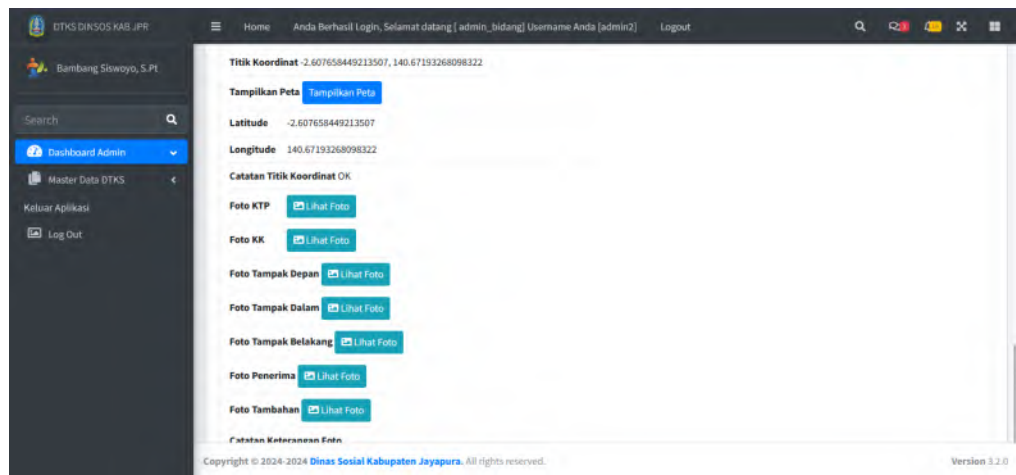 DTKS DINSOS KAB JPR
Home Anda Berhasil Login, Selamat datang [ admin_bidang] Username Anda [admin2] Logout
Bambang Siswoyo, S.Pt
Search
Dashboard Admin
Master Data DTKS
Keluar Aplikasi
Log Out
Titik Koordinat -2.607658449213507, 140.67193268098322
Tampilkan Peta Tampilkan Peta
Latitude -2.607658449213507
Longitude 140.67193268098322
Catatan Titik Koordinat OK
Foto KTP Lihat Foto
Foto KK Lihat Foto
Foto Tampak Depan Lihat Foto
Foto Tampak Dalam Lihat Foto
Foto Tampak Belakang Lihat Foto
Foto Penerima Lihat Foto
Foto Tambahan Lihat Foto
Catatan Keterangan Foto
Copyright © 2024-2024 Dinas Sosial Kabupaten Jayapura. All rights reserved. Version 3.2.0